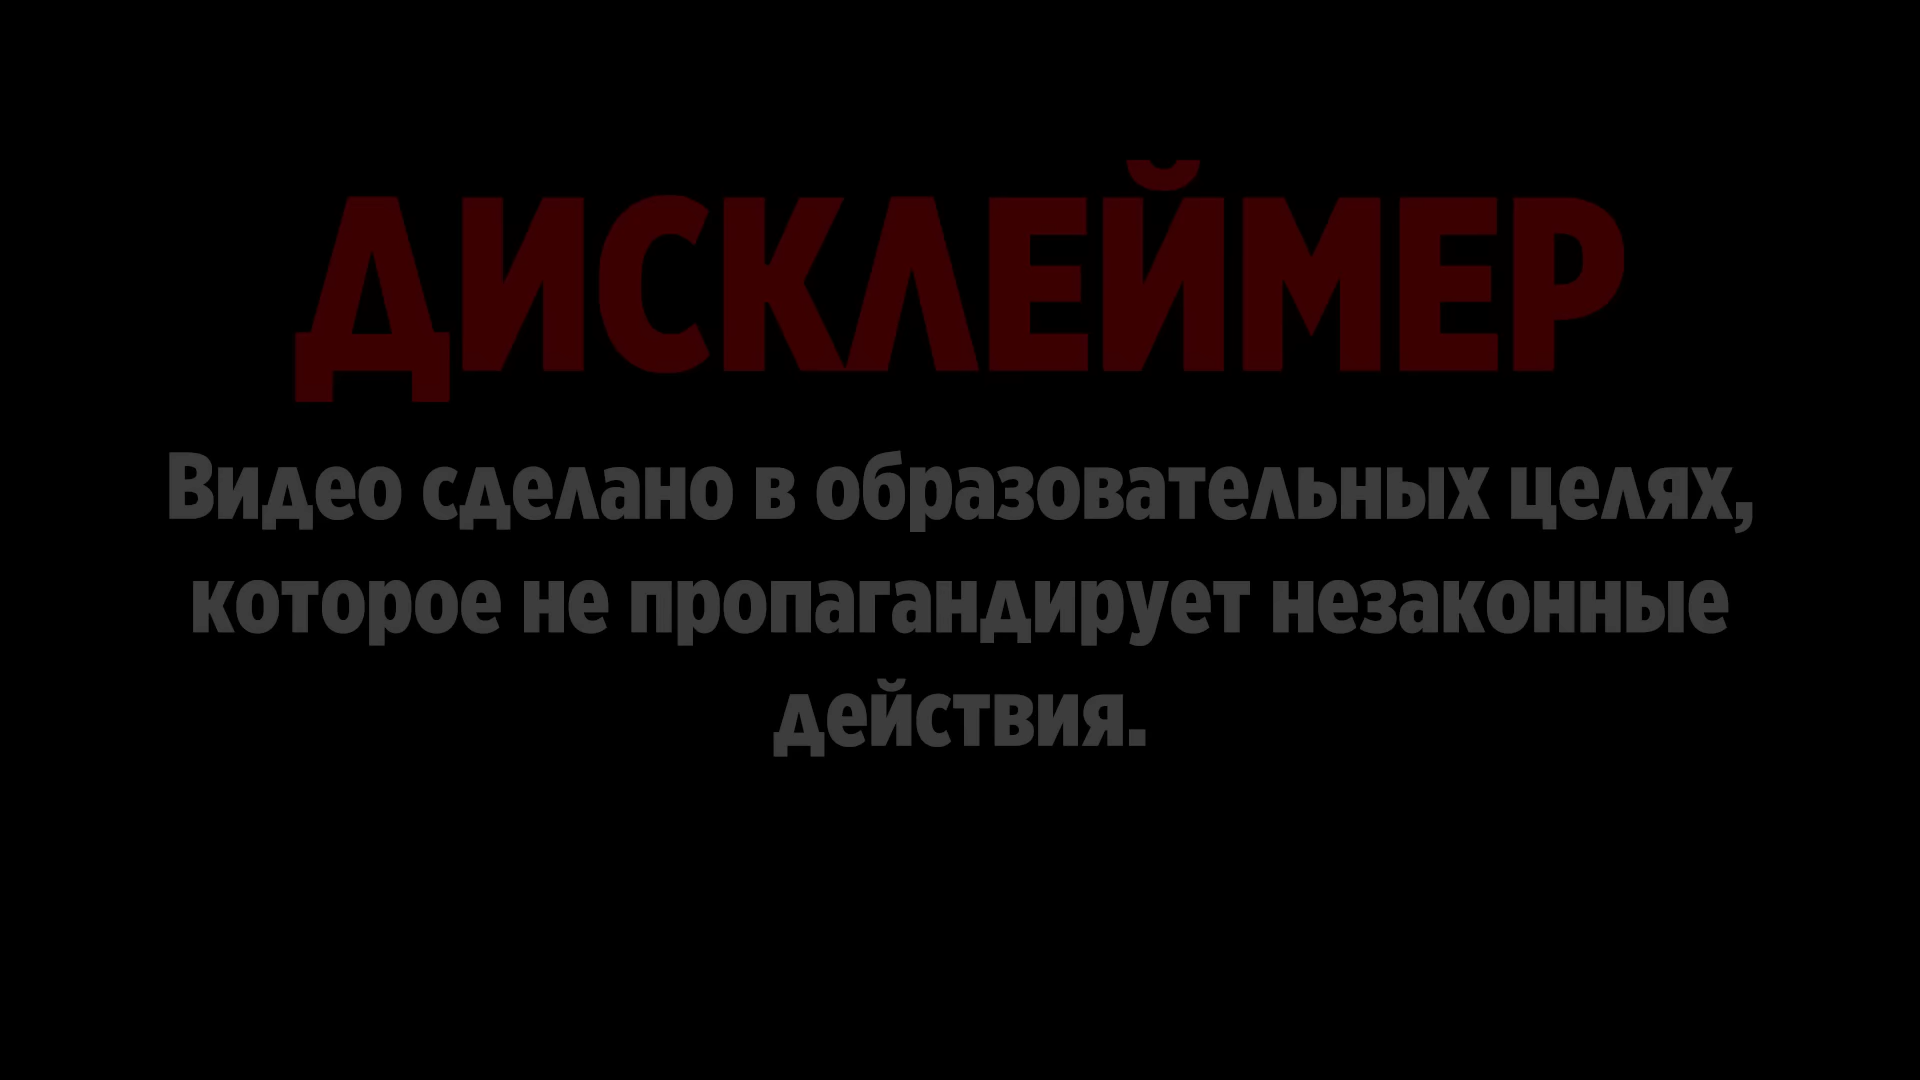 ДИСКЛЕЙМЕР
Видео сделано в образовательных целях,
которое не пропагандирует незаконные
действия.